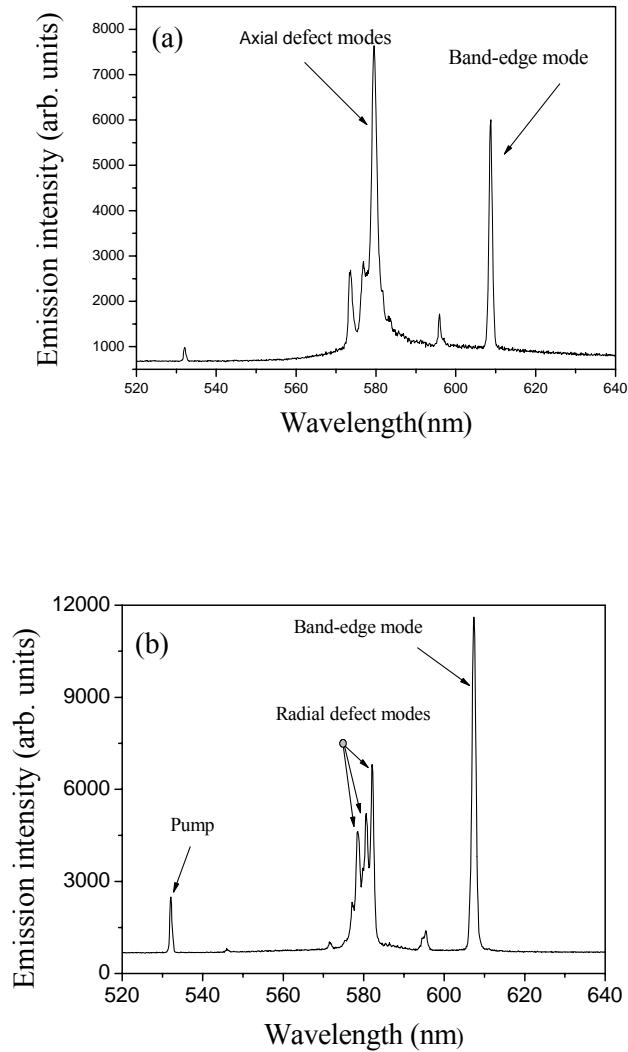 (a)
Axial defect modes
Band-edge mode
Emission intensity (arb. units)
8000
7000
6000
5000
4000
3000
2000
1000
520 540 560 580 600 620 640
Wavelength(nm)
(b)
Band-edge mode
Radial defect modes
Pump
Emission intensity (arb. units)
12000
9000
6000
3000
0
520 540 560 580 600 620 640
Wavelength (nm)